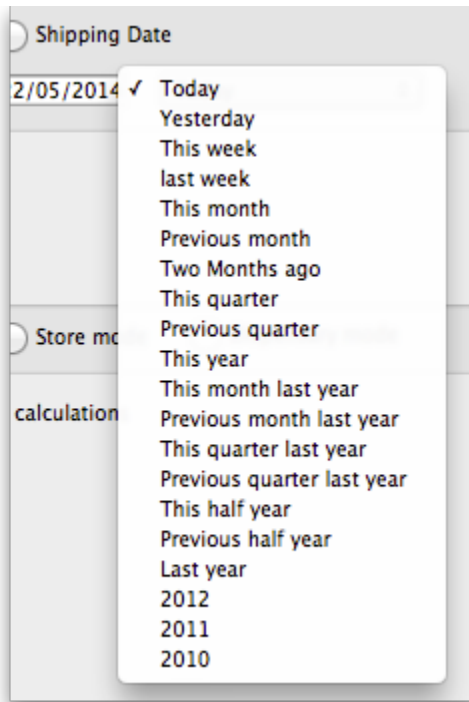 Shipping Date
2/05/2014 ✓ Today
Yesterday
This week
last week
This month
Previous month
Two Months ago
This quarter
Store mo
Previous quarter
This year
This month last year
calculation
Previous month last year
This quarter last year
Previous quarter last year
This half year
Previous half year
Last year
2012
2011
2010